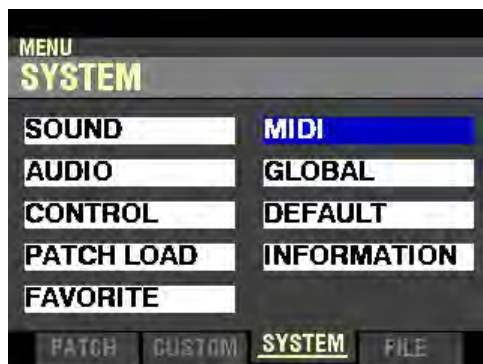 MENU
SYSTEM
SOUND
MIDI
AUDIO
GLOBAL
CONTROL
DEFAULT
PATCH LOAD
INFORMATION
FAVORITE
PATCH
CUSTOM
SYSTEM
FILE